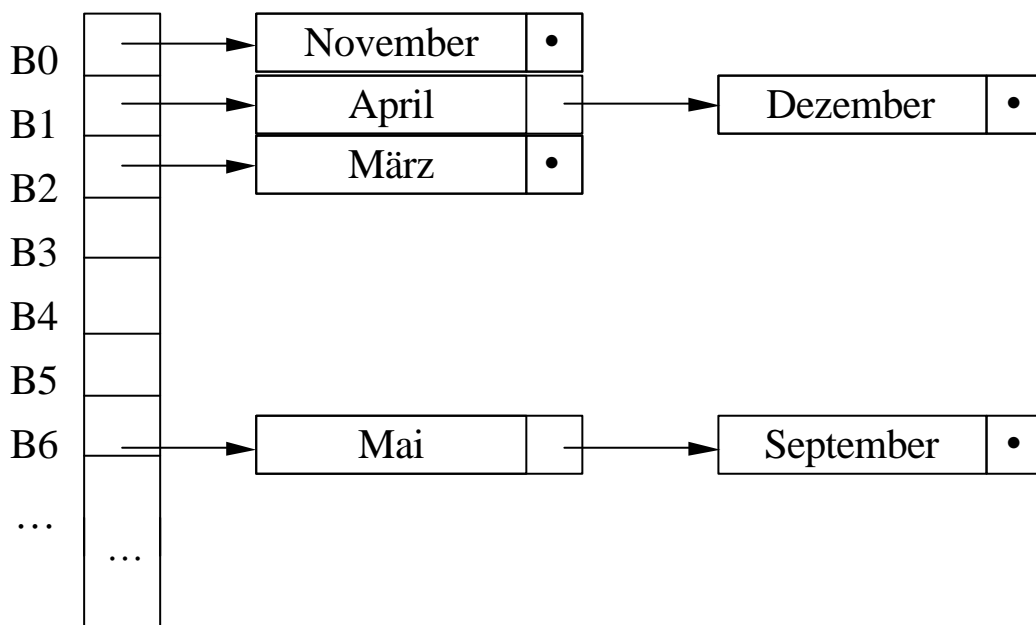 B0 November •
B1 April Dezember •
B2 März •
B3
B4
B5
B6 Mai September •
…
…